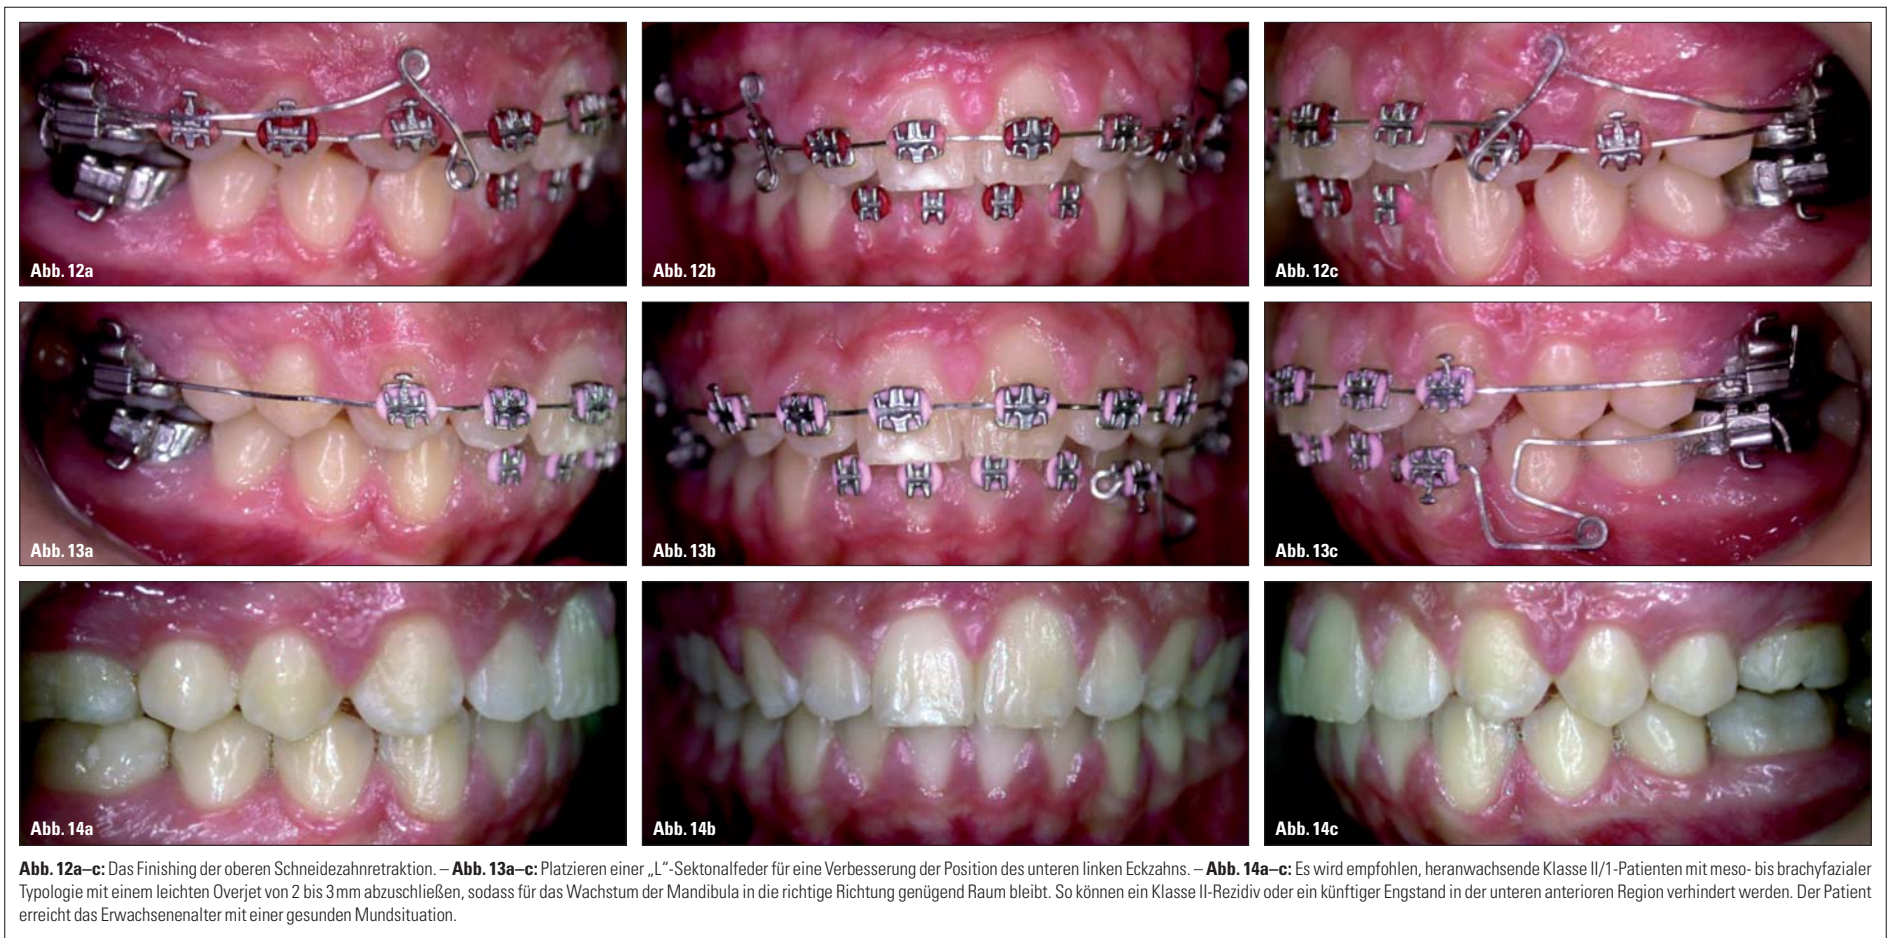 Abb. 12a
Abb. 12b
Abb. 12c
Abb. 13a
Abb. 13b
Abb. 13c
Abb. 14a
Abb. 14b
Abb. 14c
Abb. 12a–c: Das Finishing der oberen Schneidezahnretraktion. – Abb. 13a–c: Platzieren einer „L“-Sektonalfeder für eine Verbesserung der Position des unteren linken Eckzahns. – Abb. 14a–c: Es wird empfohlen, heranwachsende Klasse II/1-Patienten mit meso- bis brachyfazialer
Typologie mit einem leichten Overjet von 2 bis 3 mm abzuschließen, sodass für das Wachstum der Mandibula in die richtige Richtung genügend Raum bleibt. So können ein Klasse II-Rezidiv oder ein künftiger Engstand in der unteren anterioren Region verhindert werden. Der Patient
erreicht das Erwachsenenalter mit einer gesunden Mundsituation.